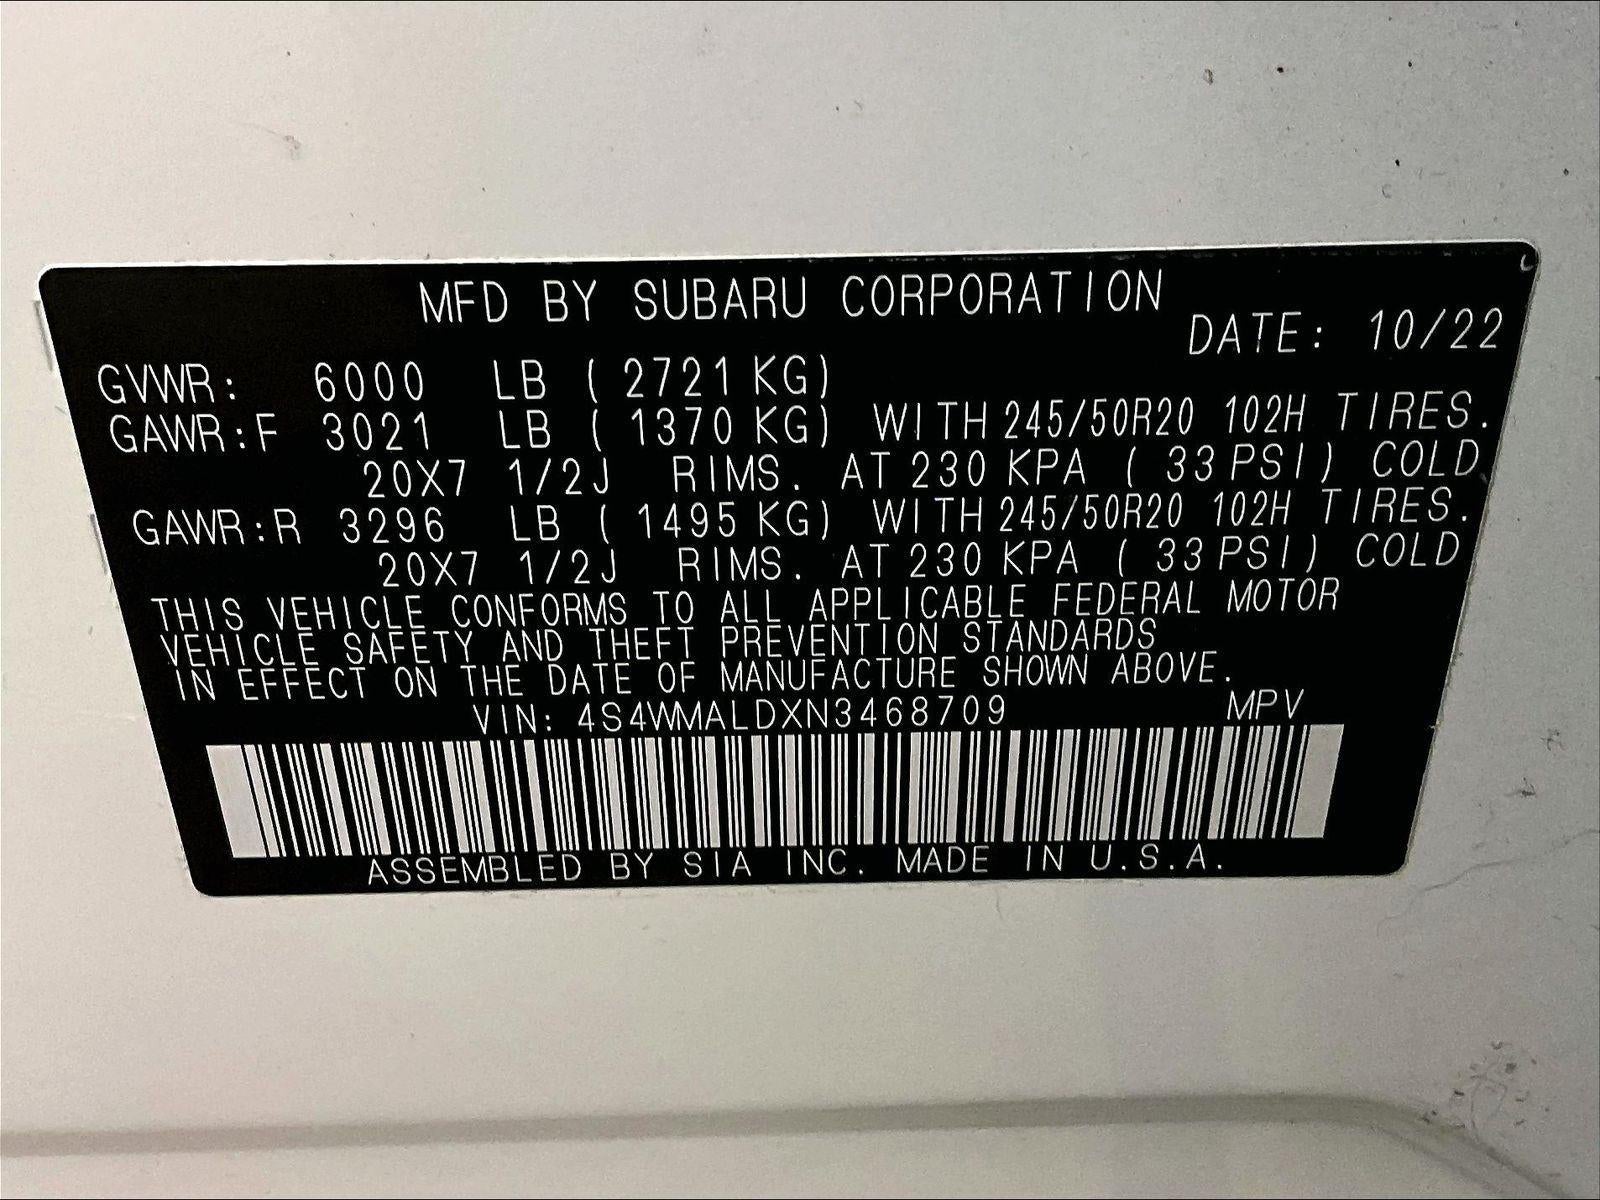 MFD BY SUBARU CORPORATION
DATE: 10/22
GVWR: 6000 LB ( 2721 KG)
GAWR:F 3021 LB ( 1370 KG) WITH 245/50R20 102H TIRES.
20X7 1/2J RIMS. AT 230 KPA ( 33 PSI) COLD
GAWR:R 3296 LB ( 1495 KG) WITH 245/50R20 102H TIRES.
20X7 1/2J RIMS. AT 230 KPA ( 33 PSI) COLD
THIS VEHICLE CONFORMS TO ALL APPLICABLE FEDERAL MOTOR
VEHICLE SAFETY AND THEFT PREVENTION STANDARDS
IN EFFECT ON THE DATE OF MANUFACTURE SHOWN ABOVE.
VIN: 4S4WMALDXN3468709 MPV
ASSEMBLED BY SIA INC. MADE IN U.S.A.